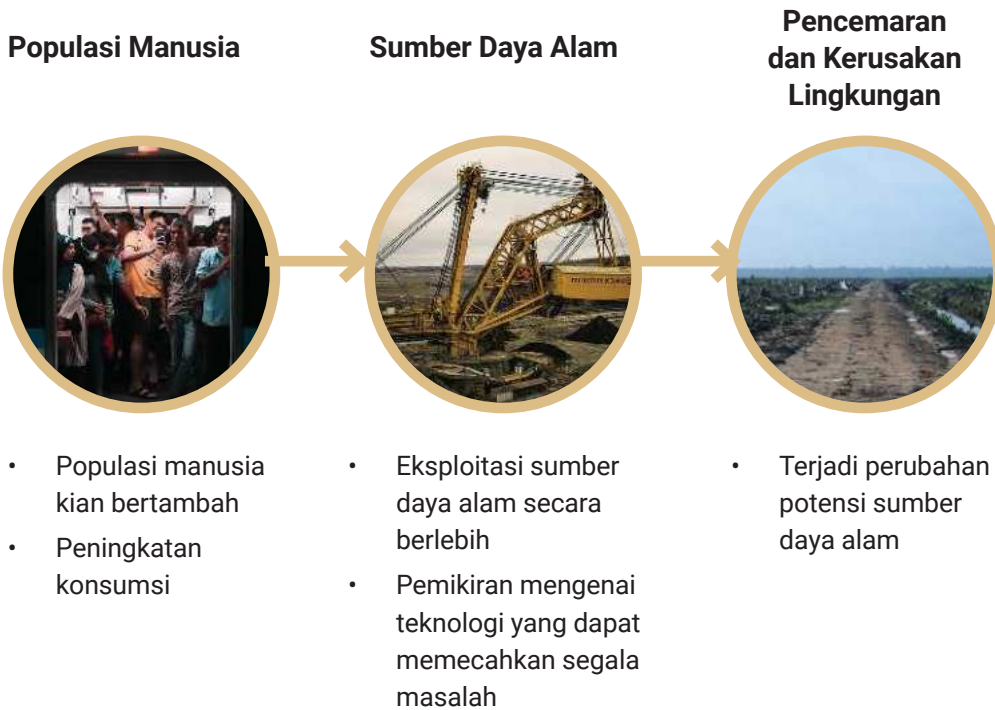 Populasi Manusia
Sumber Daya Alam
Pencemaran
dan Kerusakan
Lingkungan
• Populasi manusia
kian bertambah
• Peningkatan
konsumsi
• Eksploitasi sumber
daya alam secara
berlebih
• Pemikiran mengenai
teknologi yang dapat
memecahkan segala
masalah
• Terjadi perubahan
potensi sumber
daya alam